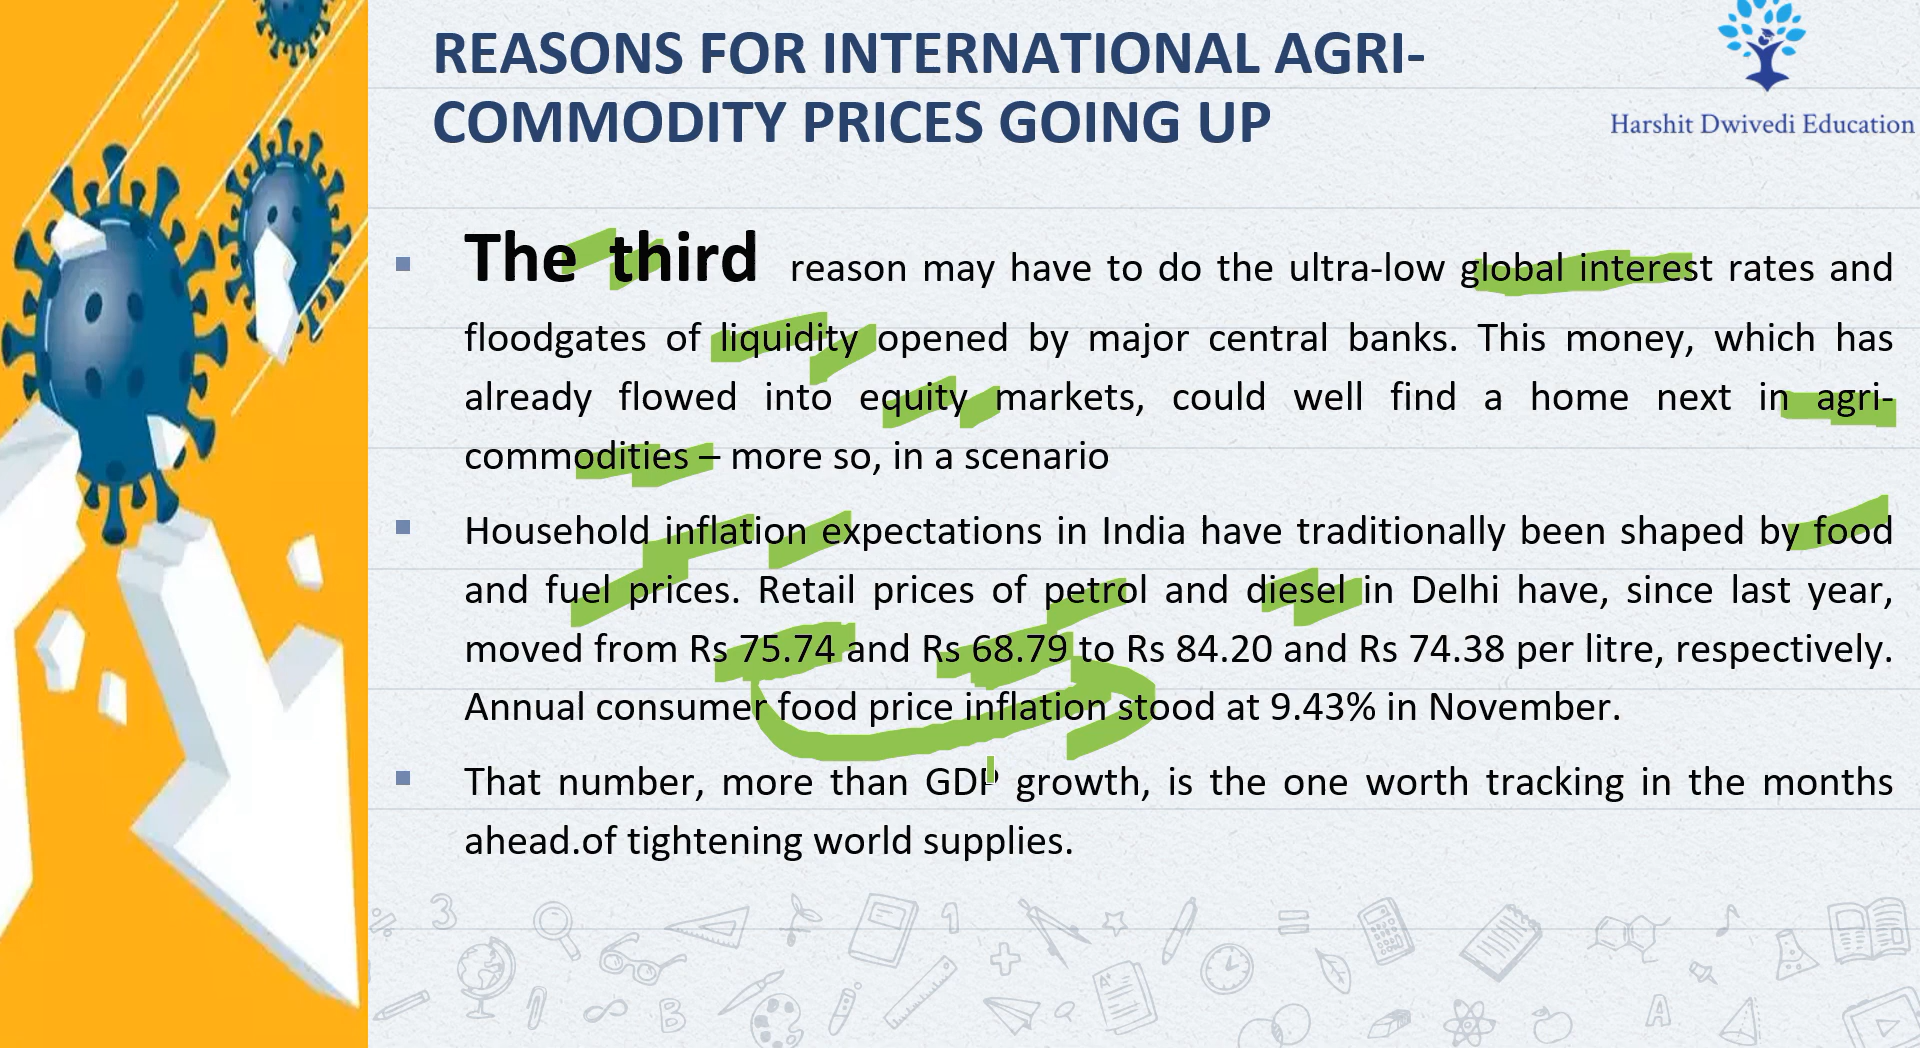 REASONS FOR INTERNATIONAL AGRI-
COMMODITY PRICES GOING UP
Harshit Dwivedi Education
The third reason may have to do the ultra-low global interest rates and
floodgates of liquidity opened by major central banks. This money, which has
already flowed into equity markets, could well find a home next in agri-
commodities – more so, in a scenario
Household inflation expectations in India have traditionally been shaped by food
and fuel prices. Retail prices of petrol and diesel in Delhi have, since last year,
moved from Rs 75.74 and Rs 68.79 to Rs 84.20 and Rs 74.38 per litre, respectively.
Annual consumer food price inflation stood at 9.43% in November.
That number, more than GDP growth, is the one worth tracking in the months
ahead.of tightening world supplies.